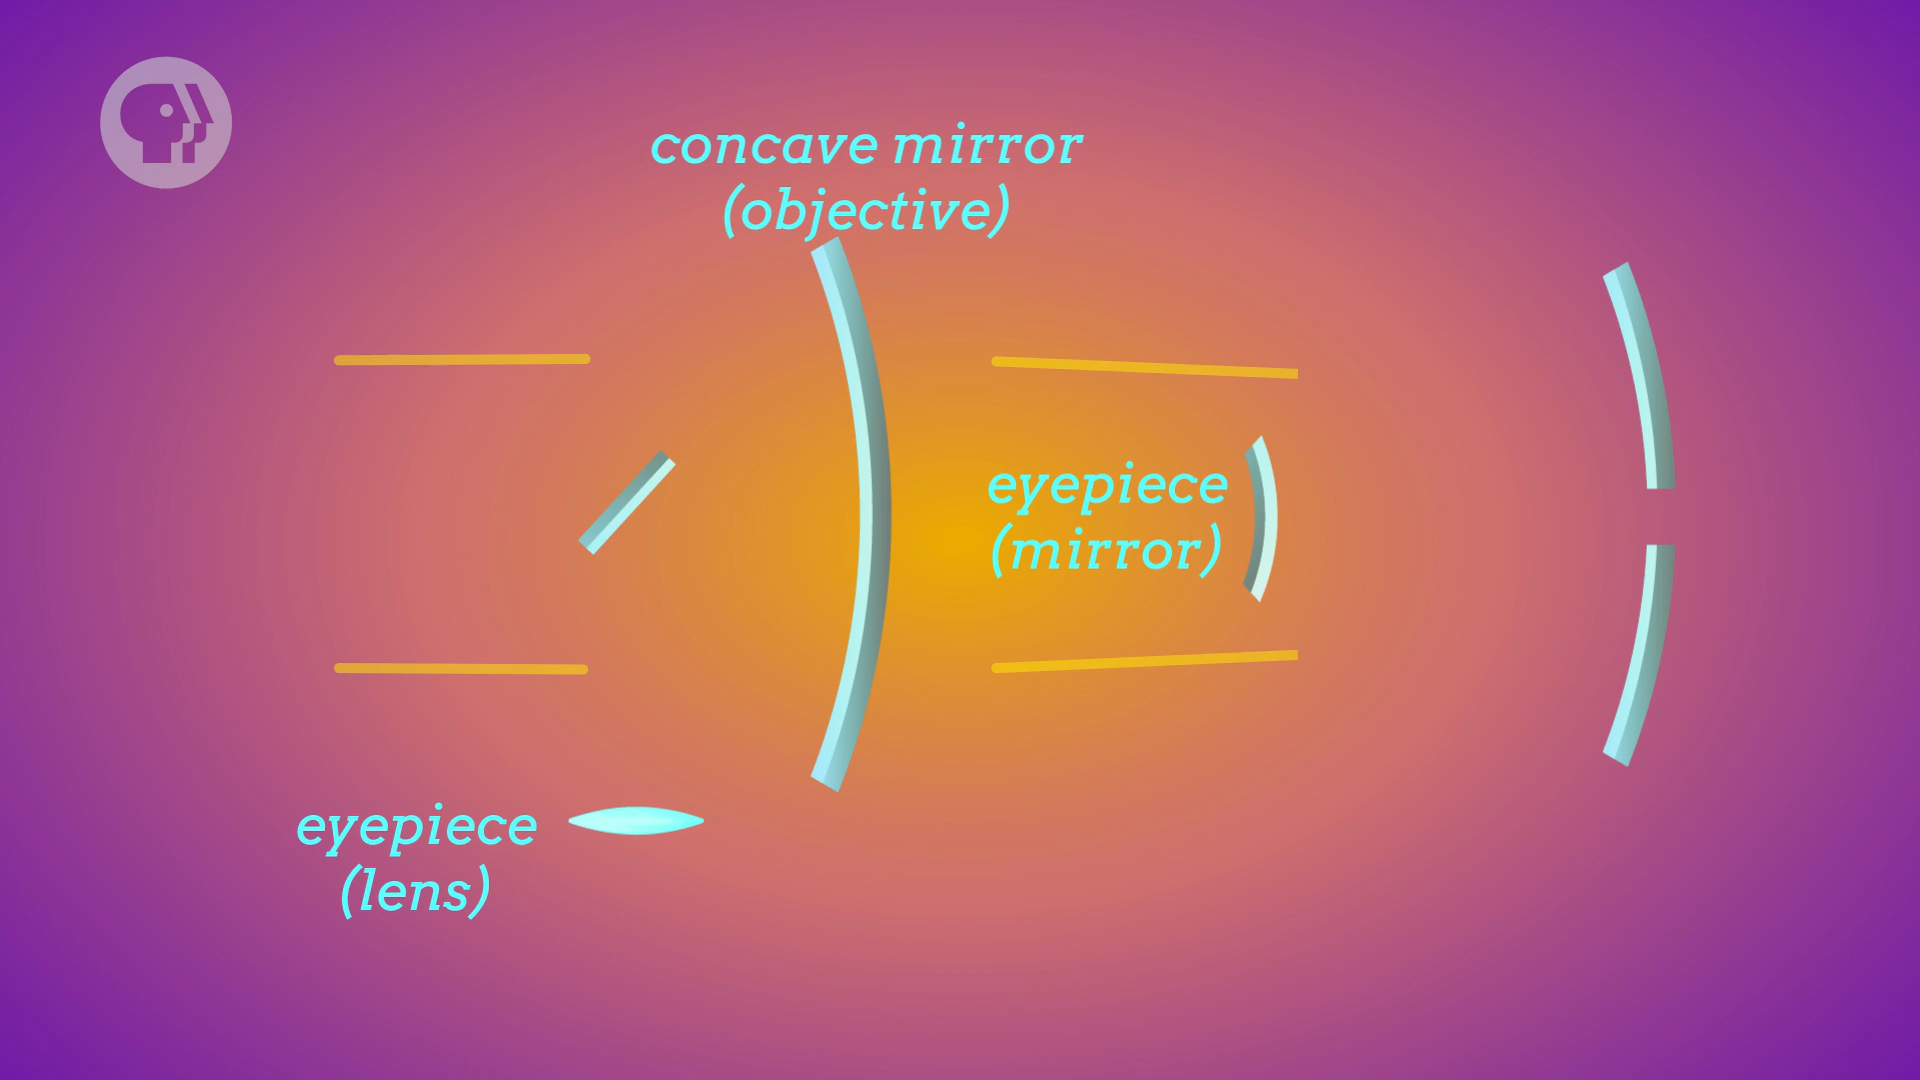 concave mirror
(objective)
eyepiece
(mirror)
eyepiece
(lens)